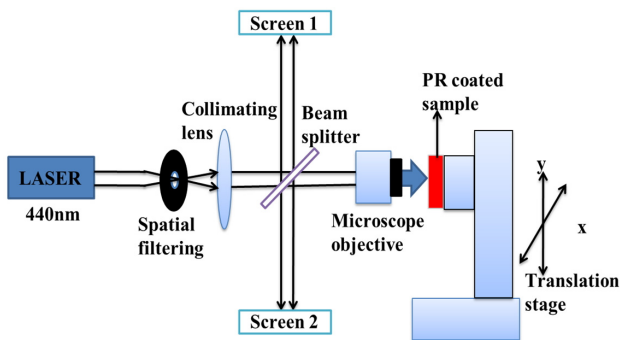 Screen 1
PR coated
sample
Collimating
lens
Beam
splitter
LASER
440nm
Spatial
filtering
Microscope
objective
y
x
Translation
stage
Screen 2